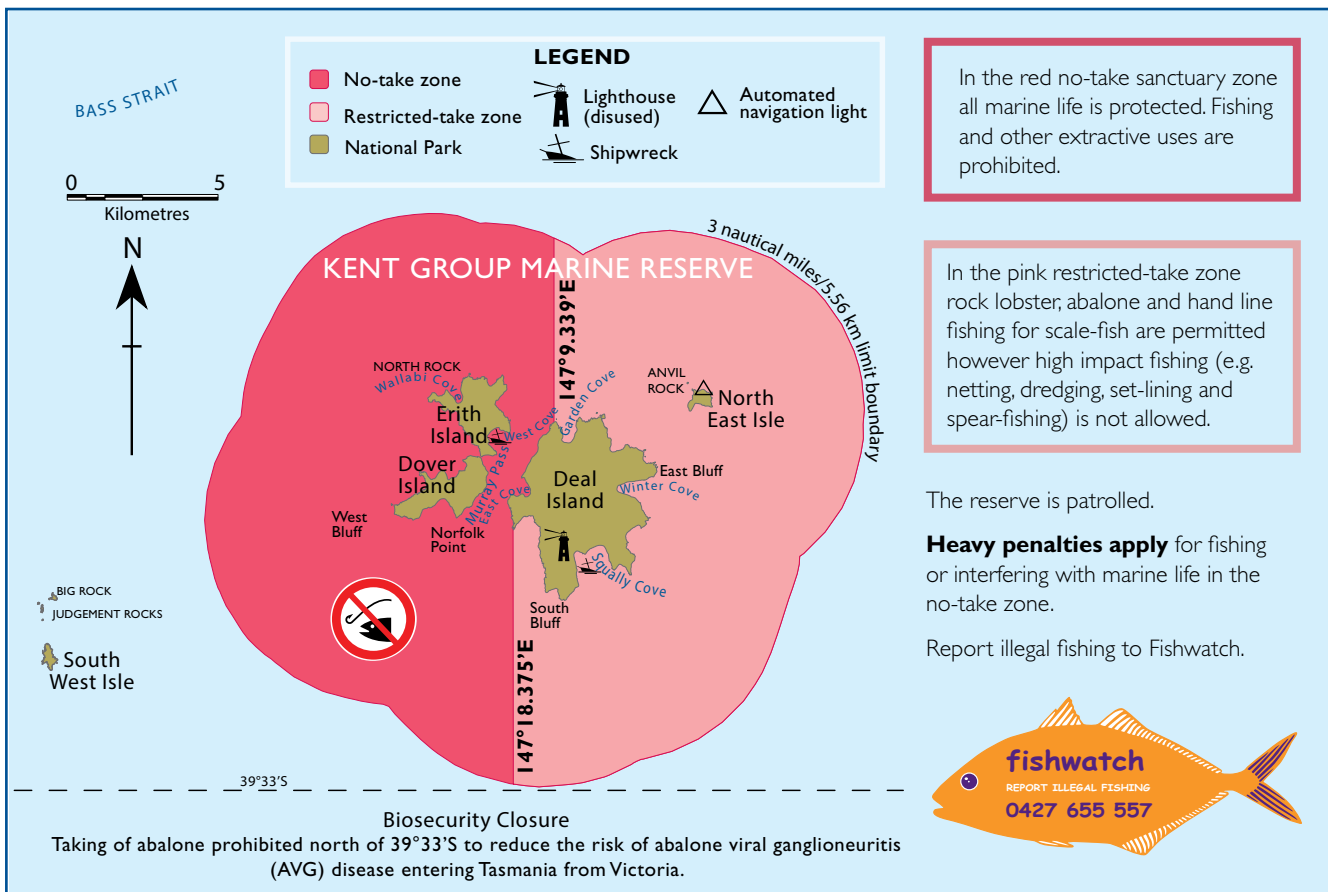 BASS STRAIT
0 5
Kilometres
N
LEGEND
No-take zone
Restricted-take zone
National Park
Lighthouse
(disused)
Shipwreck
Automated
navigation light
KENT GROUP MARINE RESERVE
3 nautical miles/5.56 km limit boundary
147°9.339'E
NORTH ROCK
Wallabi Cove
Erith
Island
West Cove
Garden Cove
ANVIL
ROCK
North
East Isle
Dover
Island
Murray Pass
East Cove
Deal
Island
East Bluff
Winter Cove
West
Bluff
Norfolk
Point
Squally Cove
South
Bluff
BIG ROCK
JUDGEMENT ROCKS
South
West Isle
147°18.375'E
39°33'S
Biosecurity Closure
Taking of abalone prohibited north of 39°33'S to reduce the risk of abalone viral ganglioneuritis
(AVG) disease entering Tasmania from Victoria.
In the red no-take sanctuary zone
all marine life is protected. Fishing
and other extractive uses are
prohibited.
In the pink restricted-take zone
rock lobster, abalone and hand line
fishing for scale-fish are permitted
however high impact fishing (e.g.
netting, dredging, set-lining and
spear-fishing) is not allowed.
The reserve is patrolled.
Heavy penalties apply for fishing
or interfering with marine life in the
no-take zone.
Report illegal fishing to Fishwatch.
fishwatch
REPORT ILLEGAL FISHING
0427 655 557